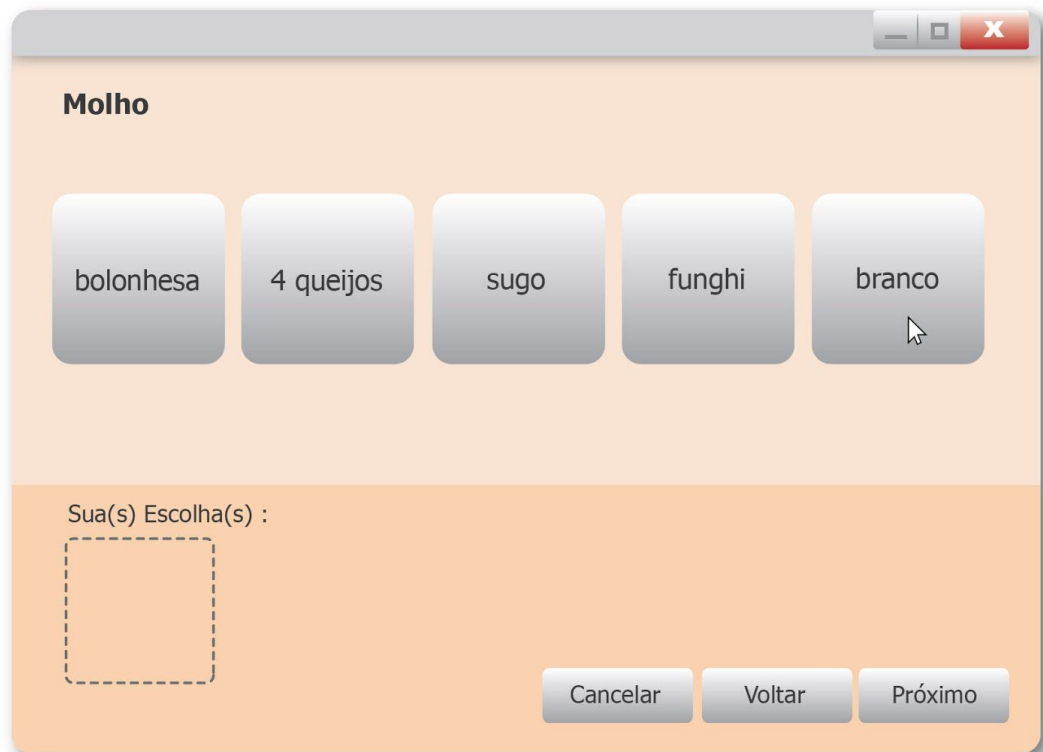 Molho
bolonhesa 4 queijos sugo funghi branco
Sua(s) Escolha(s) :
Cancelar Voltar Próximo